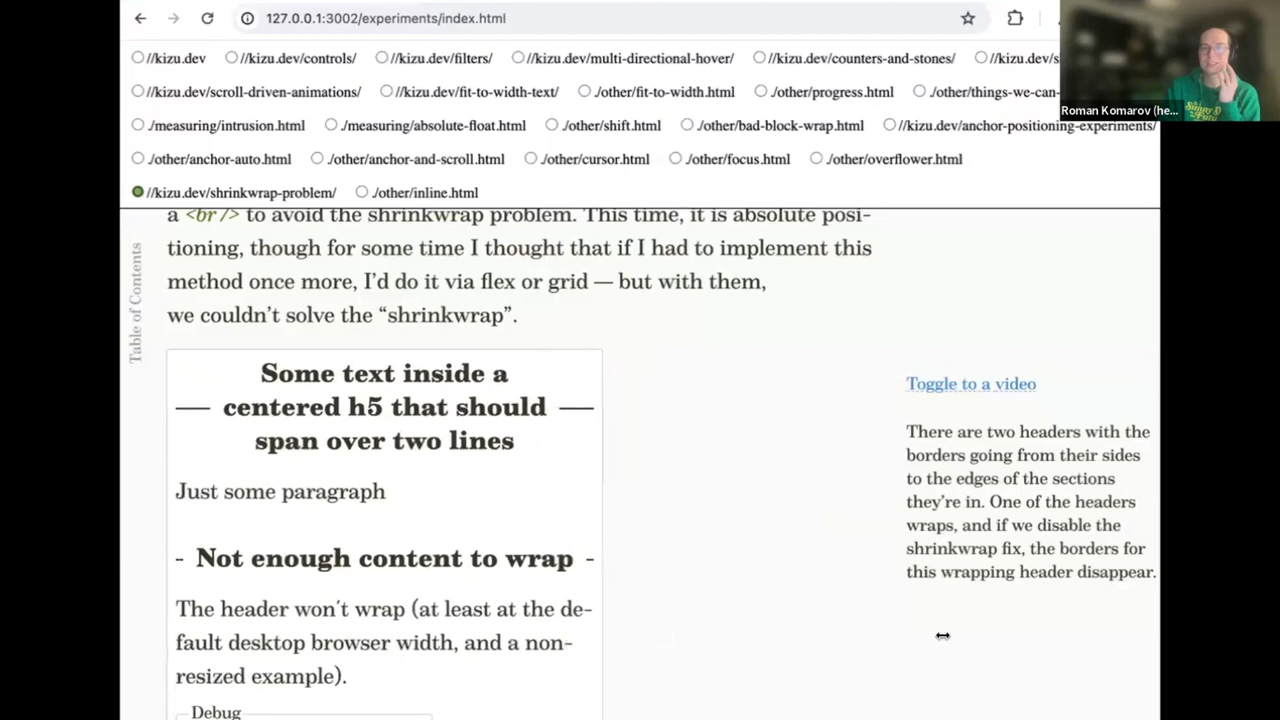 127.0.0.1:3002/experiments/index.html
//kizu.dev //kizu.dev/controls/ //kizu.dev/filters/ //kizu.dev/multi-directional-hover/ //kizu.dev/counters-and-stones/ //kizu.dev/s
//kizu.dev/scroll-driven-animations/ //kizu.dev/fit-to-width-text/ ./other/fit-to-width.html ./other/progress.html ./other/things-we-can-
Roman Komarov (he...
./measuring/intrusion.html ./measuring/absolute-float.html ./other/shift.html ./other/bad-block-wrap.html //kizu.dev/anchor-positioning-experiments/
./other/anchor-auto.html ./other/anchor-and-scroll.html ./other/cursor.html ./other/focus.html ./other/overflower.html
//kizu.dev/shrinkwrap-problem/ ./other/inline.html
Table of Contents
a <br /> to avoid the shrinkwrap problem. This time, it is absolute posi-
tioning, though for some time I thought that if I had to implement this
method once more, I'd do it via flex or grid — but with them,
we couldn't solve the “shrinkwrap”.
Some text inside a
centered h5 that should
span over two lines
Just some paragraph
- Not enough content to wrap -
The header won't wrap (at least at the de-
fault desktop browser width, and a non-
resized example).
Debug
Toggle to a video
There are two headers with the
borders going from their sides
to the edges of the sections
they're in. One of the headers
wraps, and if we disable the
shrinkwrap fix, the borders for
this wrapping header disappear.